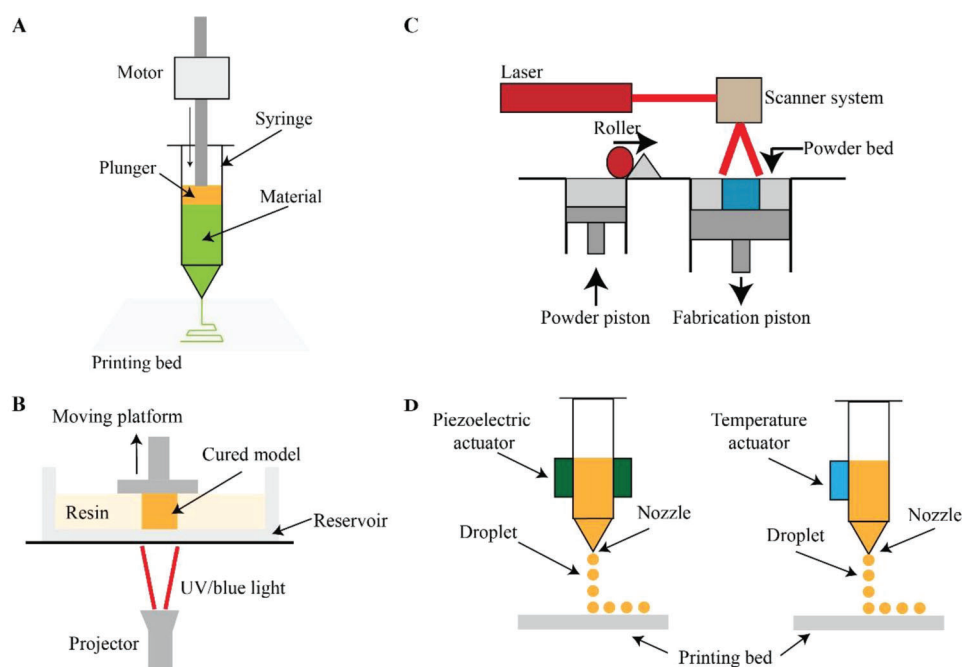 A
Motor
Syringe
Plunger
Material
Printing bed
B
Moving platform
Cured model
Resin
Reservoir
UV/blue light
Projector
C
Laser
Scanner system
Roller
Powder bed
Powder piston
Fabrication piston
D
Piezoelectric
actuator
Nozzle
Droplet
Temperature
actuator
Nozzle
Droplet
Printing bed